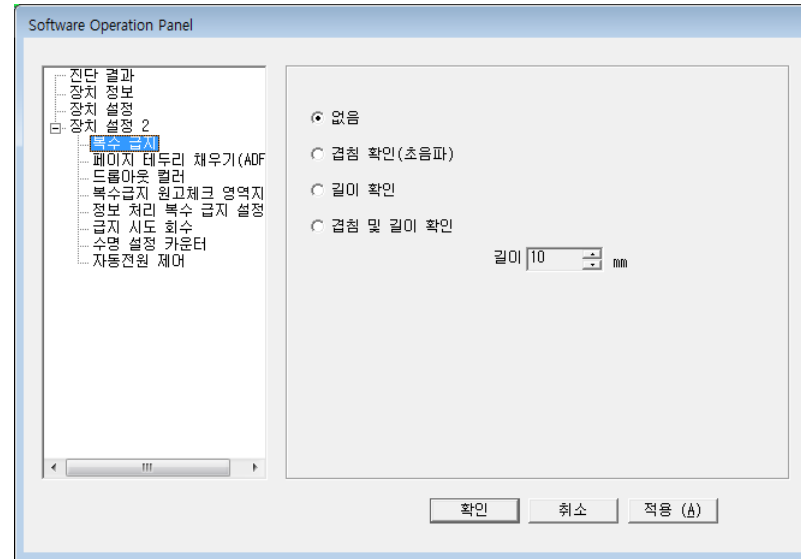 Software Operation Panel
진단 결과
장치 정보
장치 설정
장치 설정 2
복수 급지
페이지 테두리 채우기(ADF
드롭아웃 컬러
복수급지 원고체크 영역지
정보 처리 복수 급지 설정
급지 시도 회수
수명 설정 카운터
자동전원 제어
없음
겹침 확인(초음파)
길이 확인
겹침 및 길이 확인
길이 10 mm
확인 취소 적용 (A)